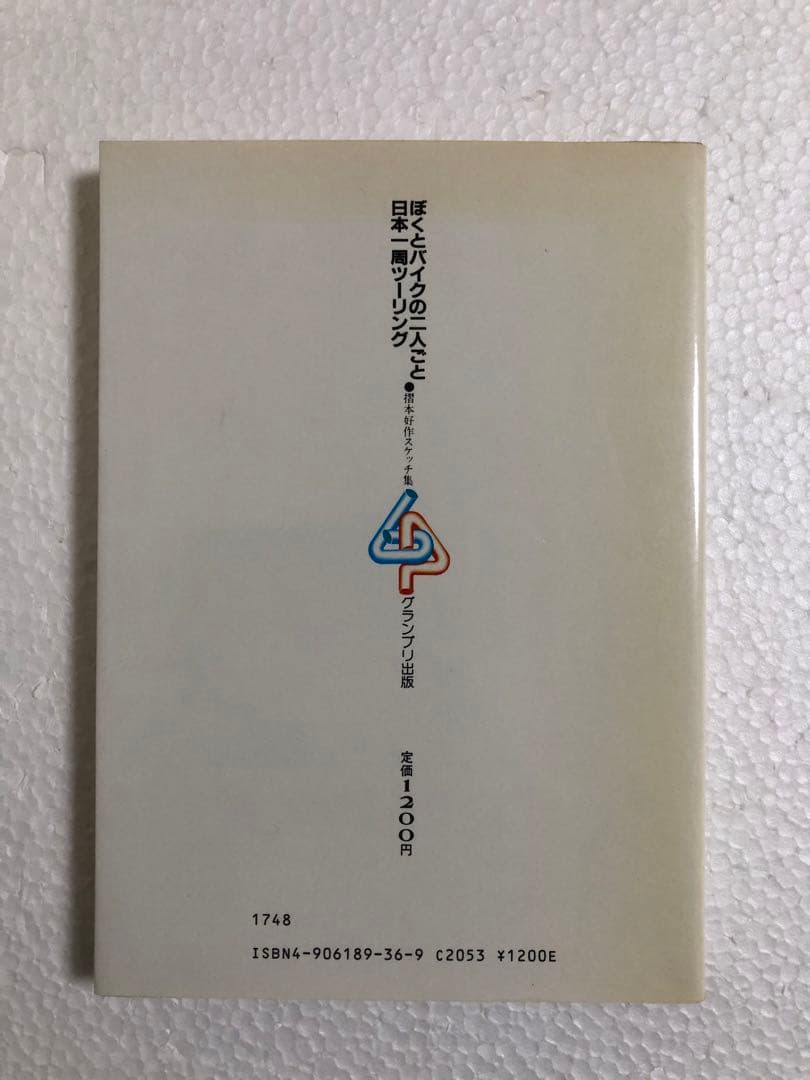 ぼくとバイクの二人ごと
日本一周ツーリング
●摺本好作スケッチ集
GP
グランプリ出版
定価1200円
1748
ISBN4-906189-36-9 C2053 ¥1200E